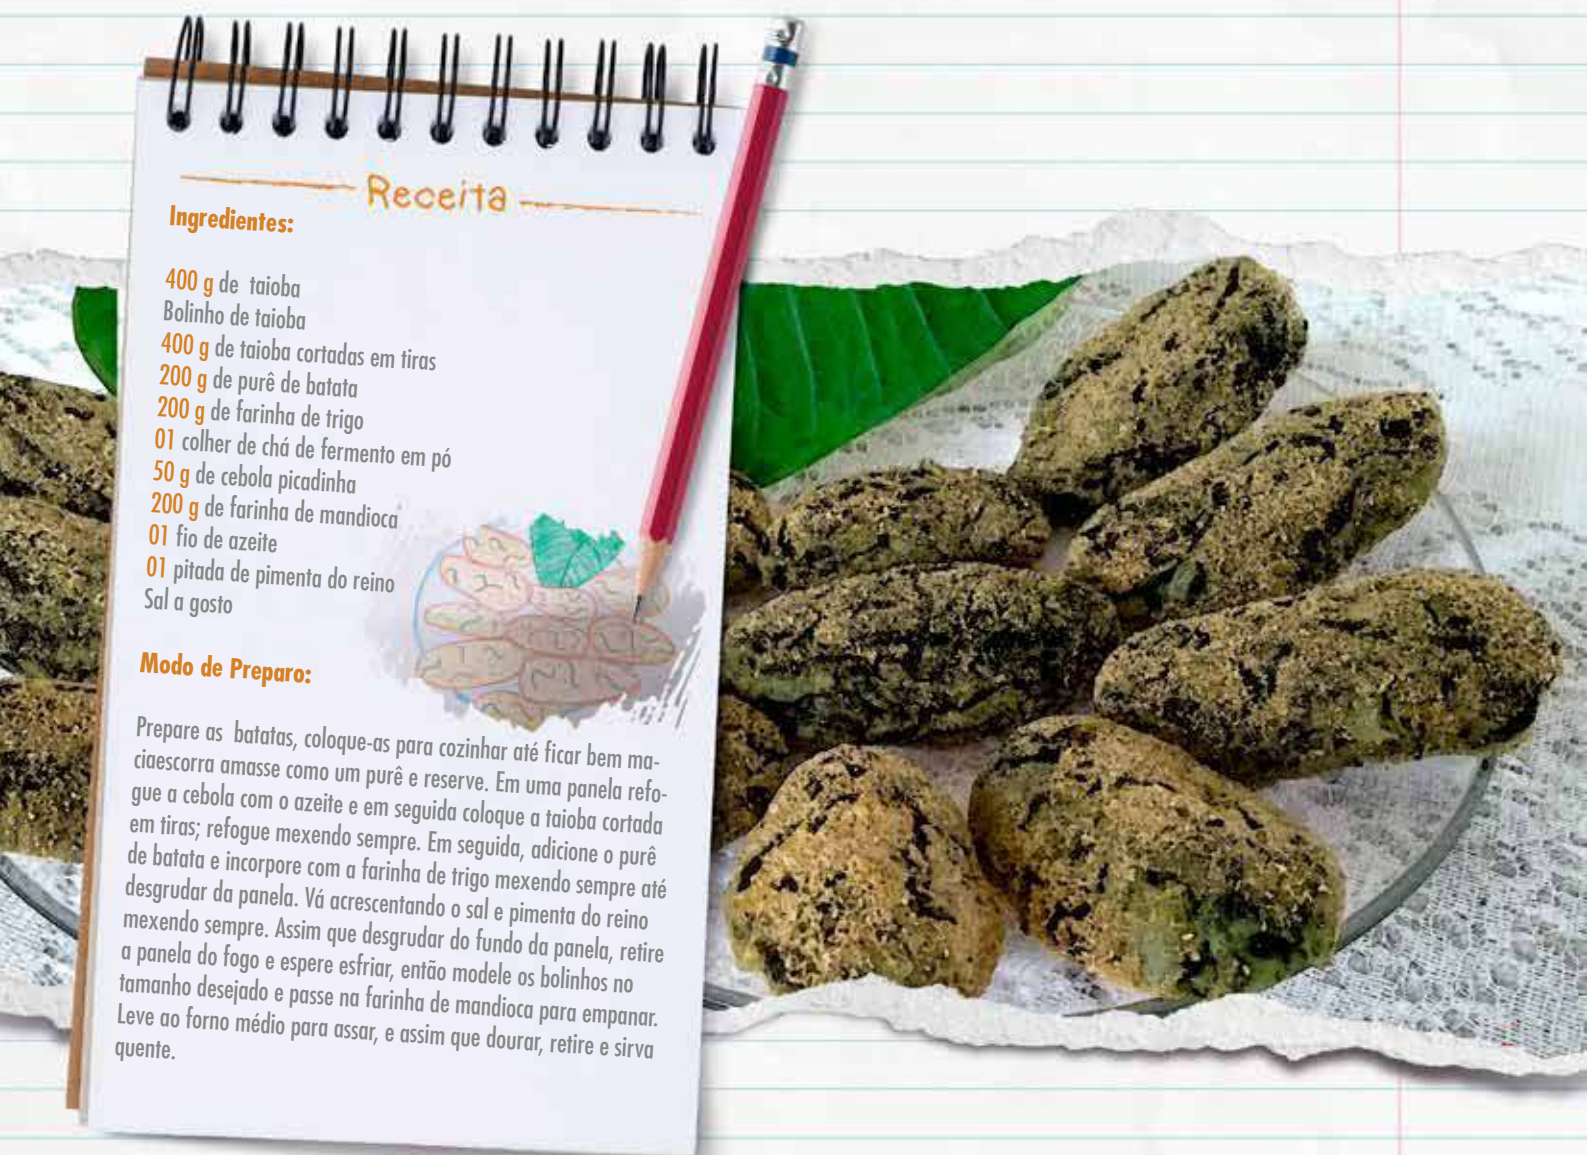 Receita
Ingredientes:
400 g de taioba
Bolinho de taioba
400 g de taioba cortadas em tiras
200 g de purê de batata
200 g de farinha de trigo
01 colher de chá de fermento em pó
50 g de cebola picadinha
200 g de farinha de mandioca
01 fio de azeite
01 pitada de pimenta do reino
Sal a gosto
Modo de Preparo:
Prepare as batatas, coloque-as para cozinhar até ficar bem ma-
ciaescorra amasse como um purê e reserve. Em uma panela refo-
gue a cebola com o azeite e em seguida coloque a taioba cortada
em tiras; refogue mexendo sempre. Em seguida, adicione o purê
de batata e incorpore com a farinha de trigo mexendo sempre até
desgrudar da panela. Vá acrescentando o sal e pimenta do reino
mexendo sempre. Assim que desgrudar do fundo da panela, retire
a panela do fogo e espere esfriar, então modele os bolinhos no
tamanho desejado e passe na farinha de mandioca para empanar.
Leve ao forno médio para assar, e assim que dourar, retire e sirva
quente.